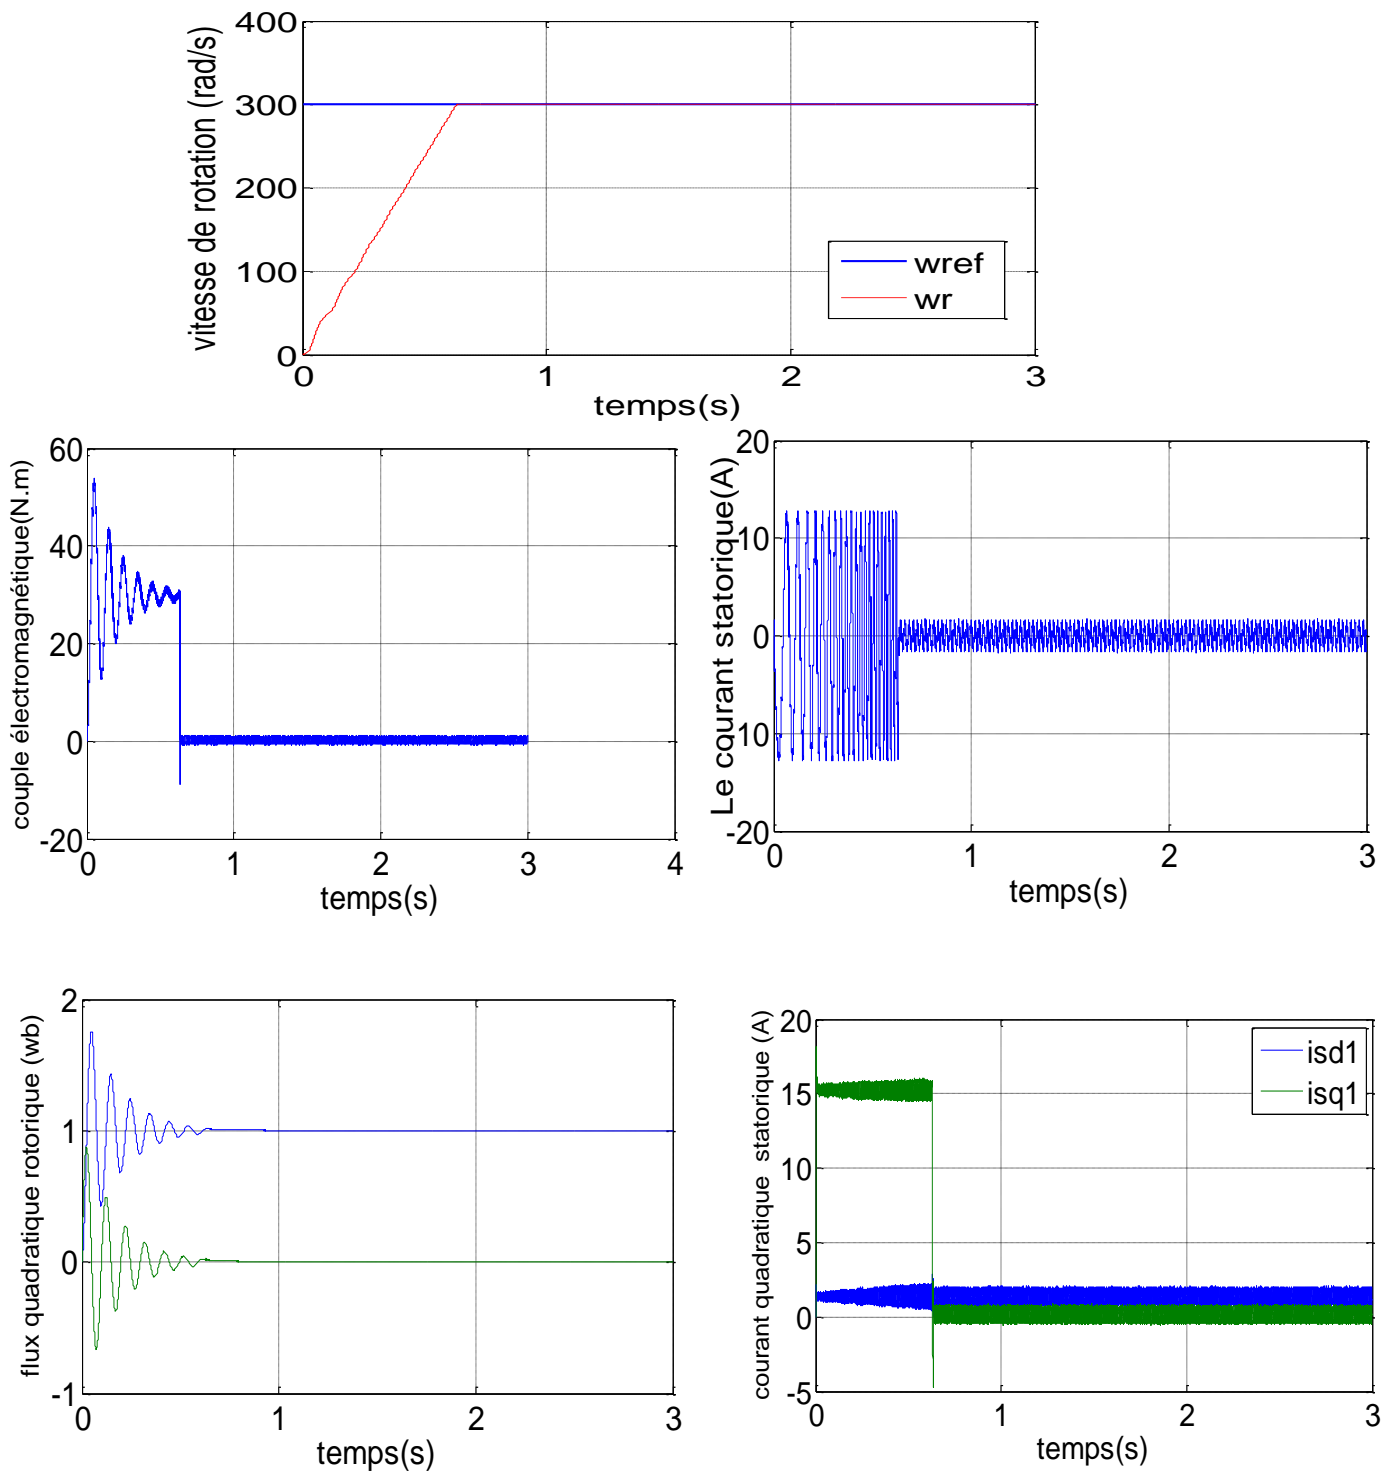 400
300
200
100
0
vitesse de rotation (rad/s)
wref
wr
0 1 2 3
temps(s)
60
40
20
0
-20
couple électromagnétique(N.m)
0 1 2 3 4
temps(s)
20
10
0
10
-20
Le courant statorique(A)
0 1 2 3
temps(s)
2
1
0
-1
flux quadratique rotorique (wb)
0 1 2 3
temps(s)
20
15
10
5
0
-5
courant quadratique statorique (A)
isd1
isq1
0 1 2 3
temps(s)